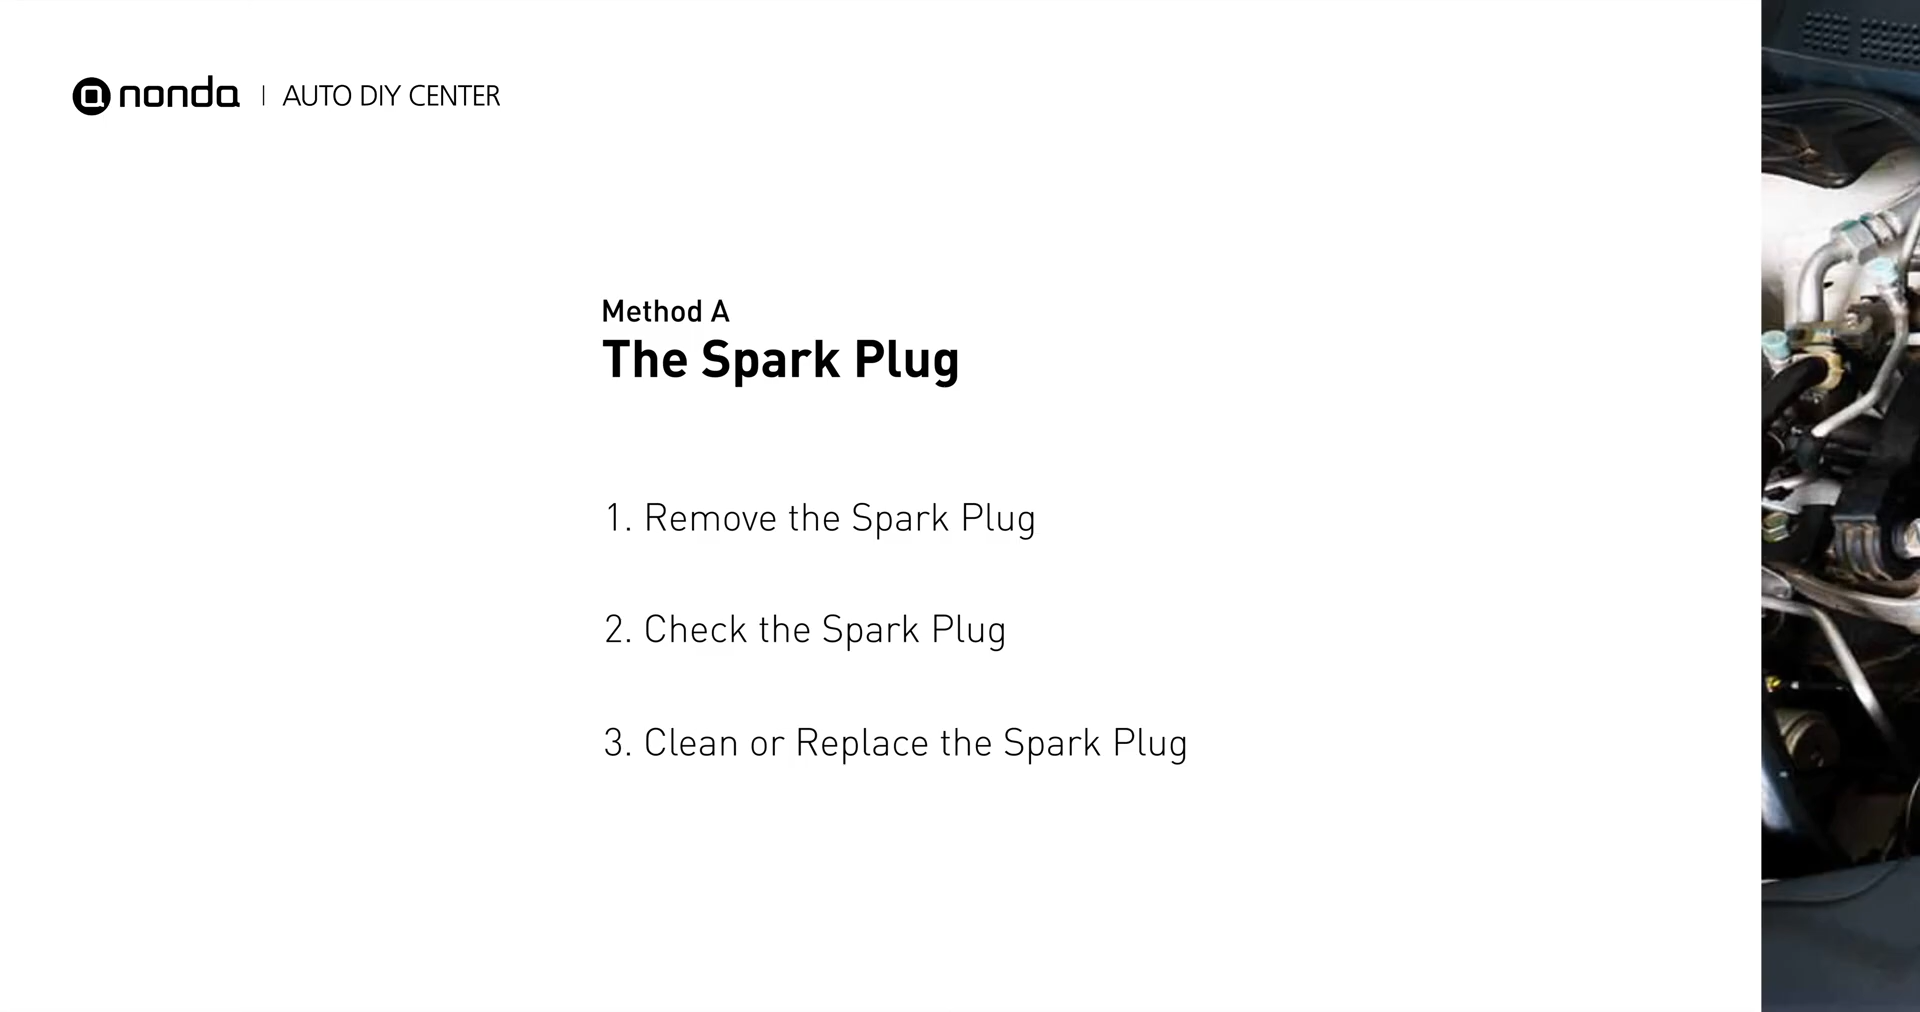 nonda | AUTO DIY CENTER
Method A
The Spark Plug
1. Remove the Spark Plug
2. Check the Spark Plug
3. Clean or Replace the Spark Plug